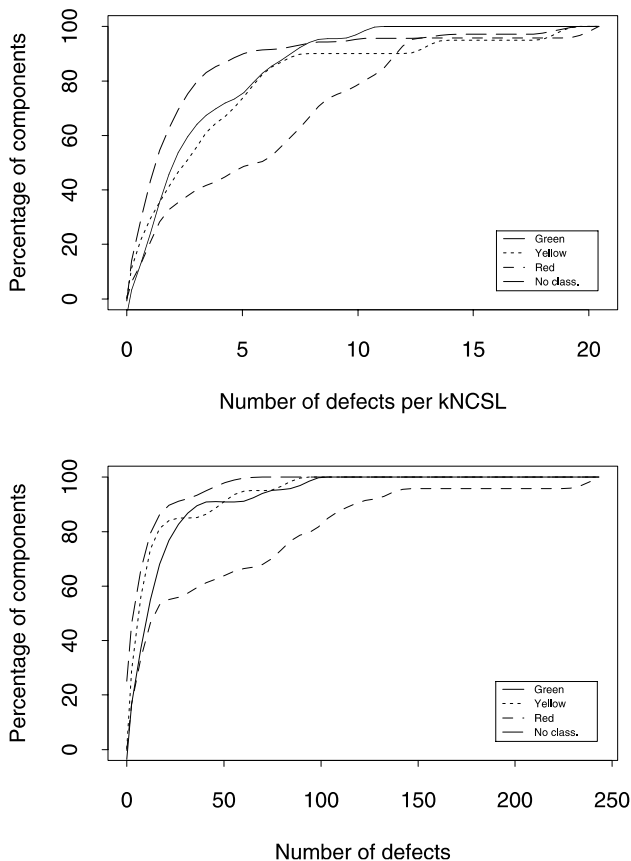 Percentage of components
100
80
60
40
20
0
Green
Yellow
Red
No class.
0 5 10 15 20
Number of defects per kNCSL
Percentage of components
100
80
60
40
20
0
Green
Yellow
Red
No class.
0 50 100 150 200 250
Number of defects